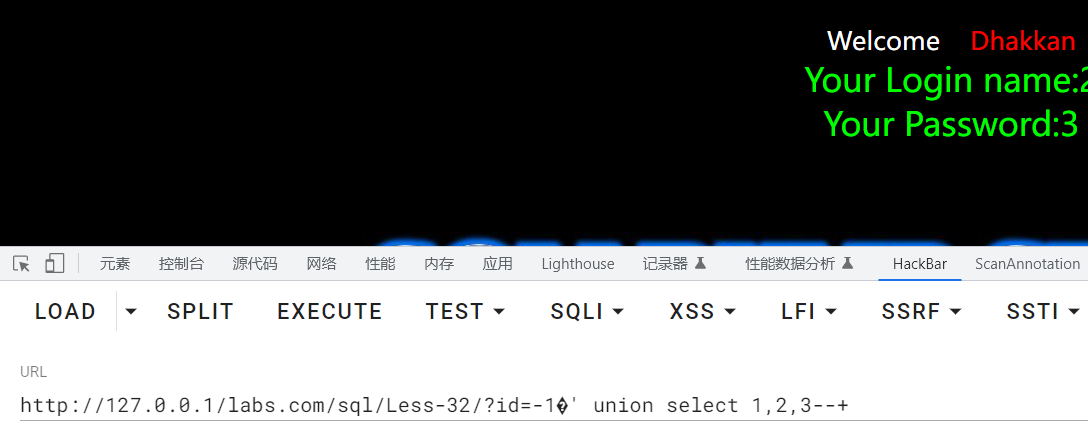 Welcome Dhakkan
Your Login name:2
Your Password:3
元素 控制台 源代码 网络 性能 内存 应用 Lighthouse 记录器 性能数据分析 HackBar ScanAnnotation
LOAD SPLIT EXECUTE TEST SQLI XSS LFI SSRF SSTI
URL
http://127.0.0.1/labs.com/sql/Less-32/?id=-1�' union select 1,2,3--+